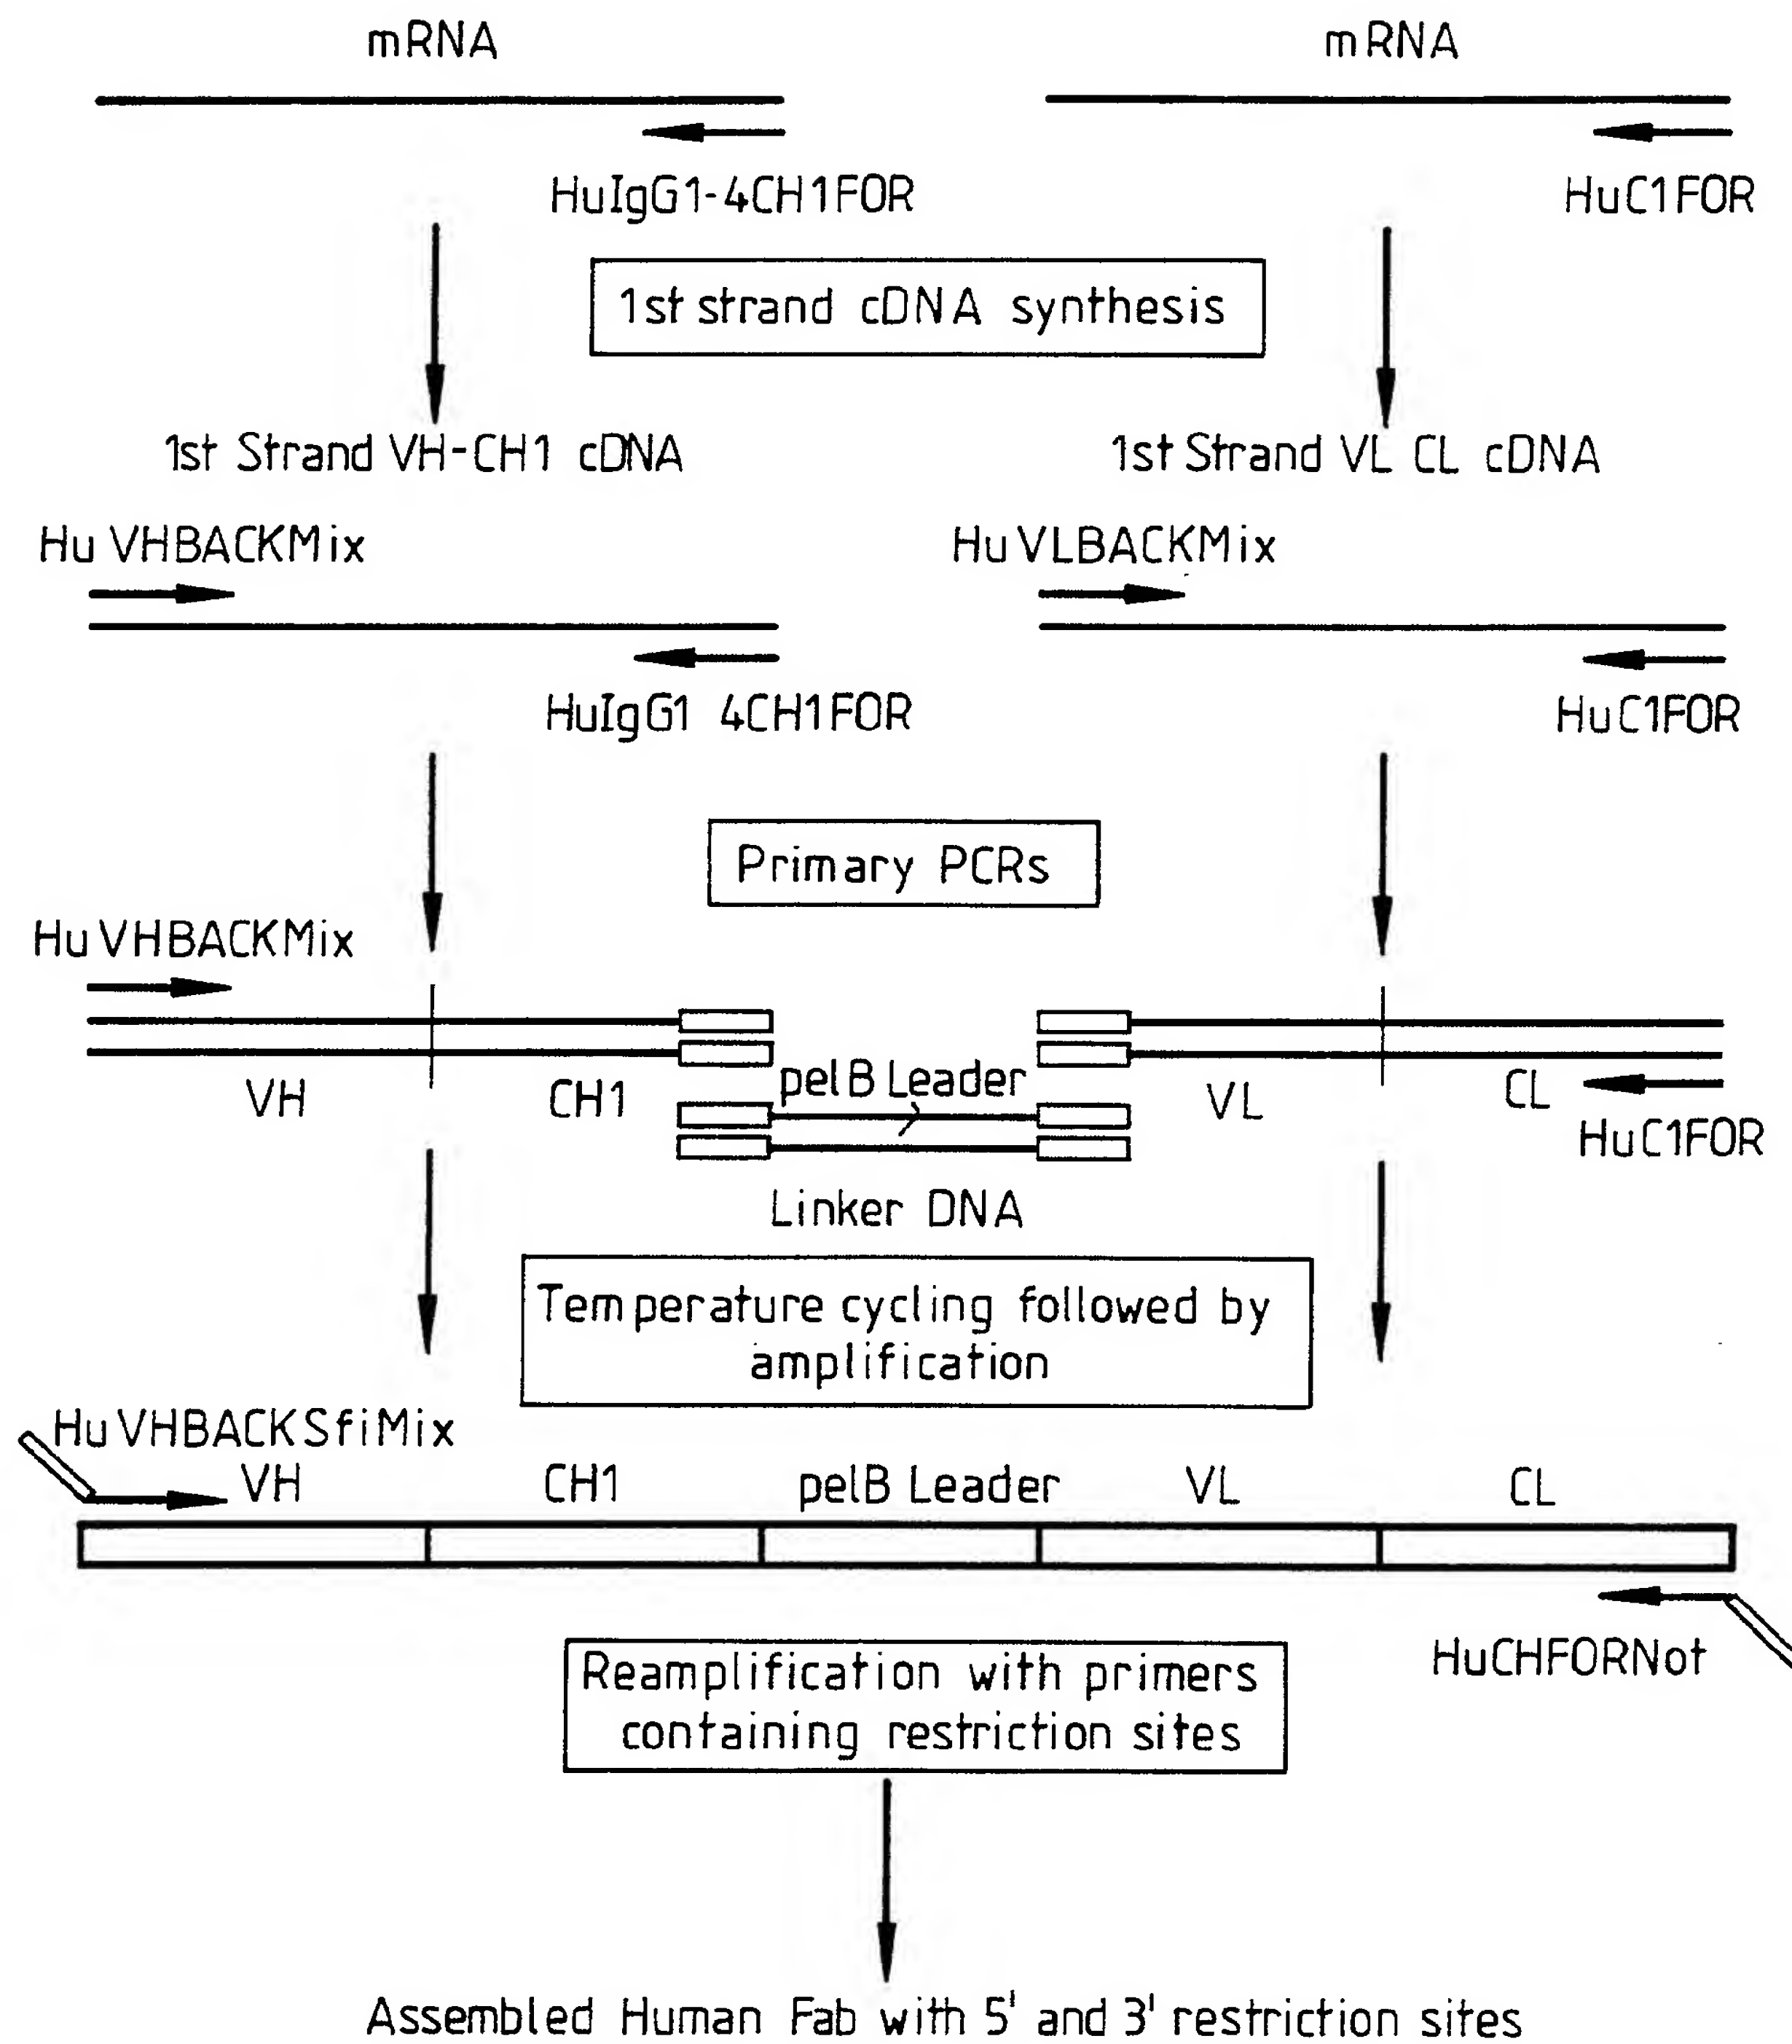 mRNA mRNA
HuIgG1-4CH1FOR HuC1FOR
1st strand cDNA synthesis
1st Strand VH-CH1 cDNA 1st Strand VL CL cDNA
Hu VHBACKMix HuVLBACKMix
HuIgG1 4CH1FOR HuC1FOR
Primary PCRs
Hu VHBACKMix
VH CH1 pelB Leader VL CL
HuC1FOR
Linker DNA
Temperature cycling followed by
amplification
Hu VHBACKSfiMix
VH CH1 pelB Leader VL CL
HuCHFORNot
Reamplification with primers
containing restriction sites
Assembled Human Fab with 5' and 3' restriction sites